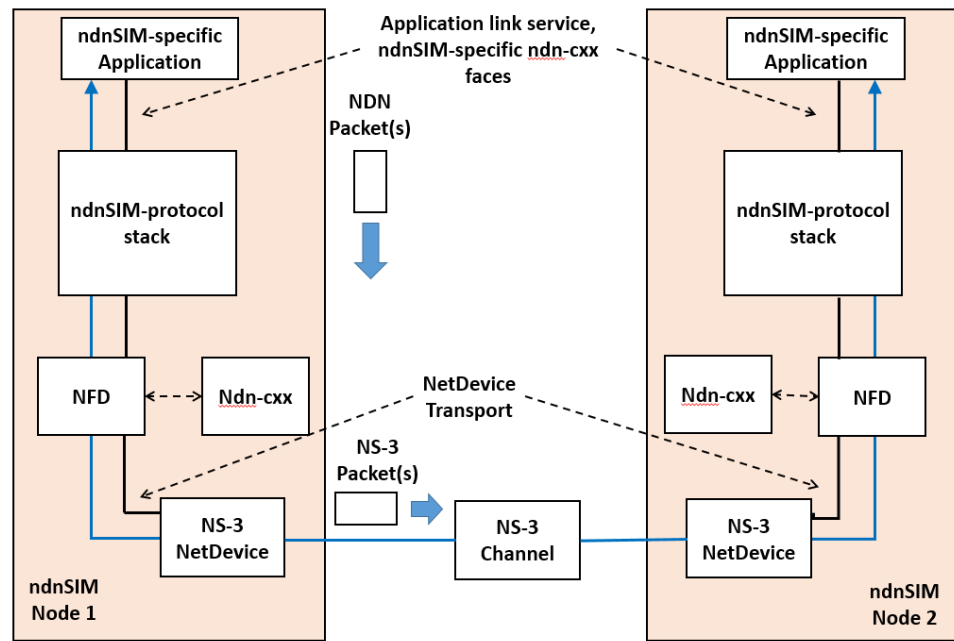 ndnSIM-specific
Application
Application link service,
ndnSIM-specific ndn-cxx
faces
ndnSIM-specific
Application
NDN
Packet(s)
ndnSIM-protocol
stack
ndnSIM-protocol
stack
NFD
Ndn-cxx
NetDevice
Transport
Ndn-cxx
NFD
NS-3
Packet(s)
NS-3
NetDevice
NS-3
Channel
NS-3
NetDevice
ndnSIM
Node 1
ndnSIM
Node 2